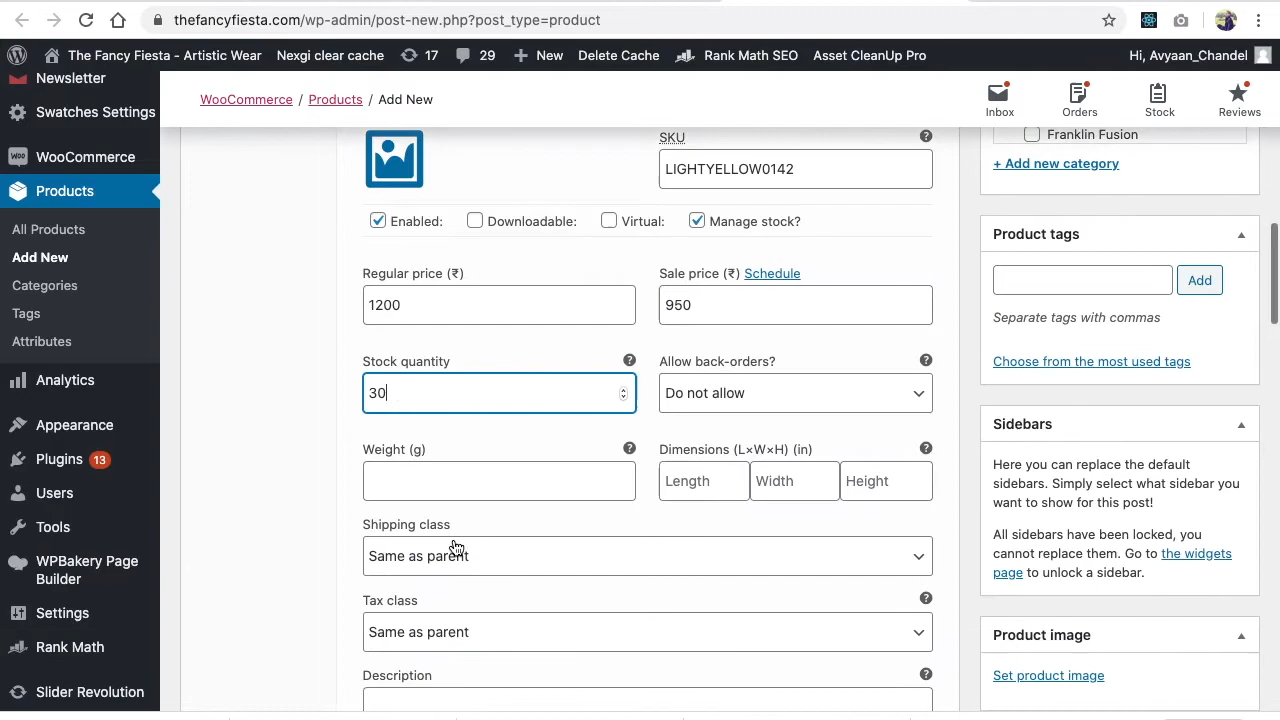 thefancyfiesta.com/wp-admin/post-new.php?post_type=product
The Fancy Fiesta - Artistic Wear Nexgi clear cache 17 29 New Delete Cache Rank Math SEO Asset CleanUp Pro Hi, Avyaan_Chandel
Newsletter
Swatches Settings
WooCommerce
Products
All Products
Add New
Categories
Tags
Attributes
Analytics
Appearance
Plugins 13
Users
Tools
WPBakery Page
Builder
Settings
Rank Math
Slider Revolution
WooCommerce / Products / Add New
Inbox Orders Stock Reviews
SKU
LIGHTYELLOW0142
Enabled: Downloadable: Virtual: Manage stock?
Regular price (₹) Sale price (₹) Schedule
1200 950
Stock quantity Allow back-orders?
30 Do not allow
Weight (g) Dimensions (L×W×H) (in)
Length Width Height
Shipping class
Same as parent
Tax class
Same as parent
Description
Franklin Fusion
+ Add new category
Product tags
Add
Separate tags with commas
Choose from the most used tags
Sidebars
Here you can replace the default
sidebars. Simply select what sidebar you
want to show for this post!
All sidebars have been locked, you
cannot replace them. Go to the widgets
page to unlock a sidebar.
Product image
Set product image